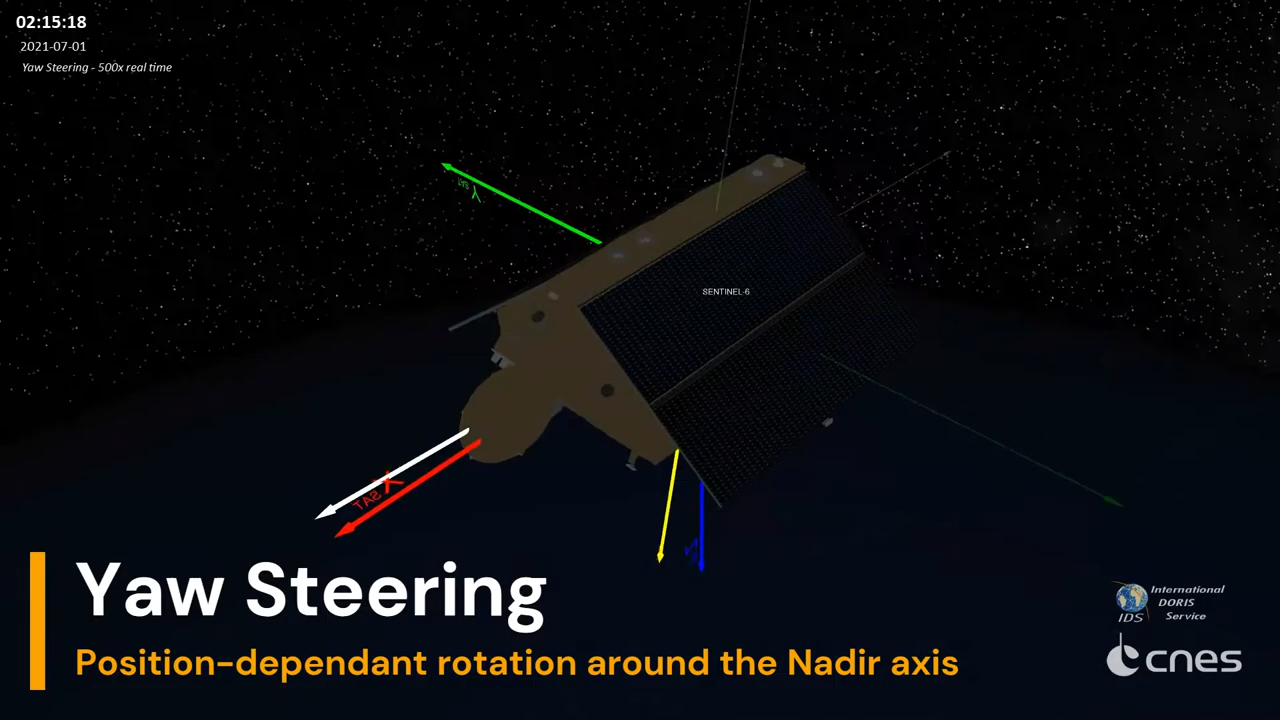 02:15:18
2021-07-01
Yaw Steering - 500x real time
SENTINEL-6
X SAT
Yaw Steering
Position-dependant rotation around the Nadir axis
International
DORIS
Service
IDS
cnes